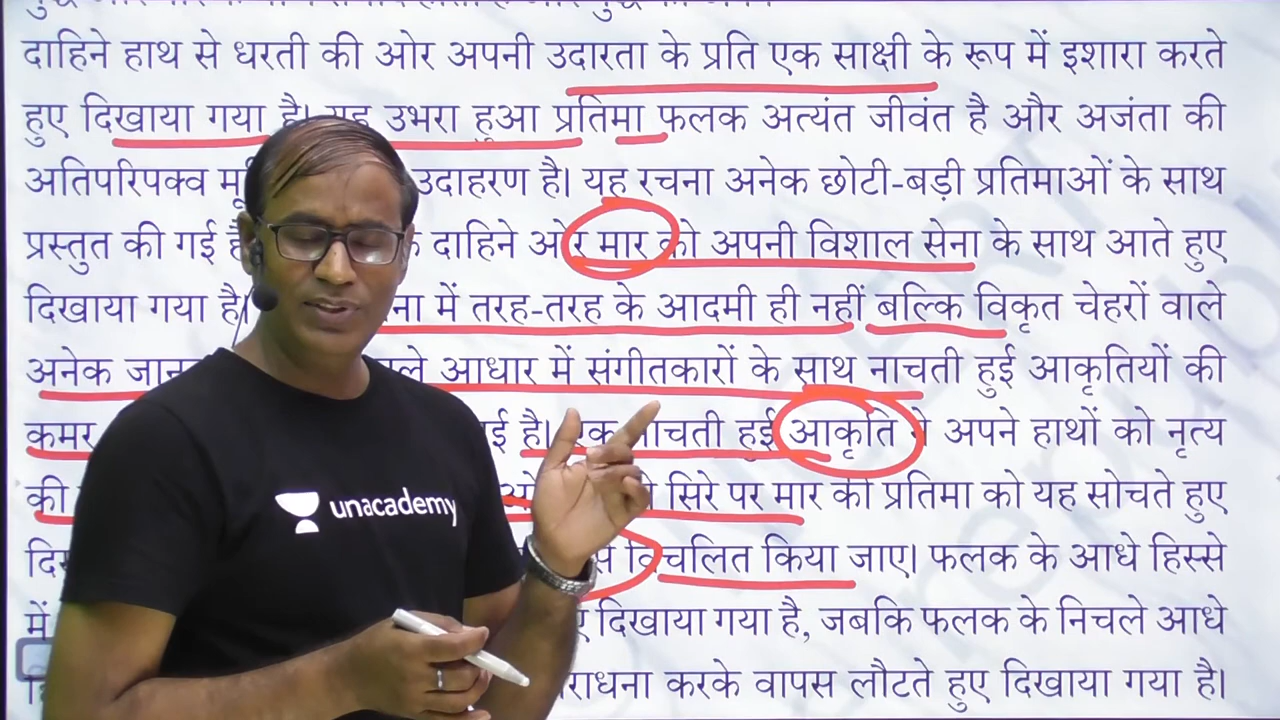 दाहिने हाथ से धरती की ओर अपनी उदारता के प्रति एक साक्षी के रूप में इशारा करते
हुए दिखाया गया है। यह उभरा हुआ प्रतिमा फलक अत्यंत जीवंत है और अजंता की
अतिपरिपक्व उदाहरण है। यह रचना अनेक छोटी-बड़ी प्रतिमाओं के साथ
प्रस्तुत की गई दाहिने ओर मार को अपनी विशाल सेना के साथ आते हुए
दिखाया गया है। में तरह-तरह के आदमी ही नहीं बल्कि विकृत चेहरों वाले
अनेक आधार में संगीतकारों के साथ नाचती हुई आकृतियों की
कमर है। एक नाचती हुई आकृति ने अपने हाथों को नृत्य
की सिरे पर मार की प्रतिमा को यह सोचते हुए
विचलित किया जाए। फलक के आधे हिस्से
में दिखाया गया है, जबकि फलक के निचले आधे
करके वापस लौटते हुए दिखाया गया है।
unacademy